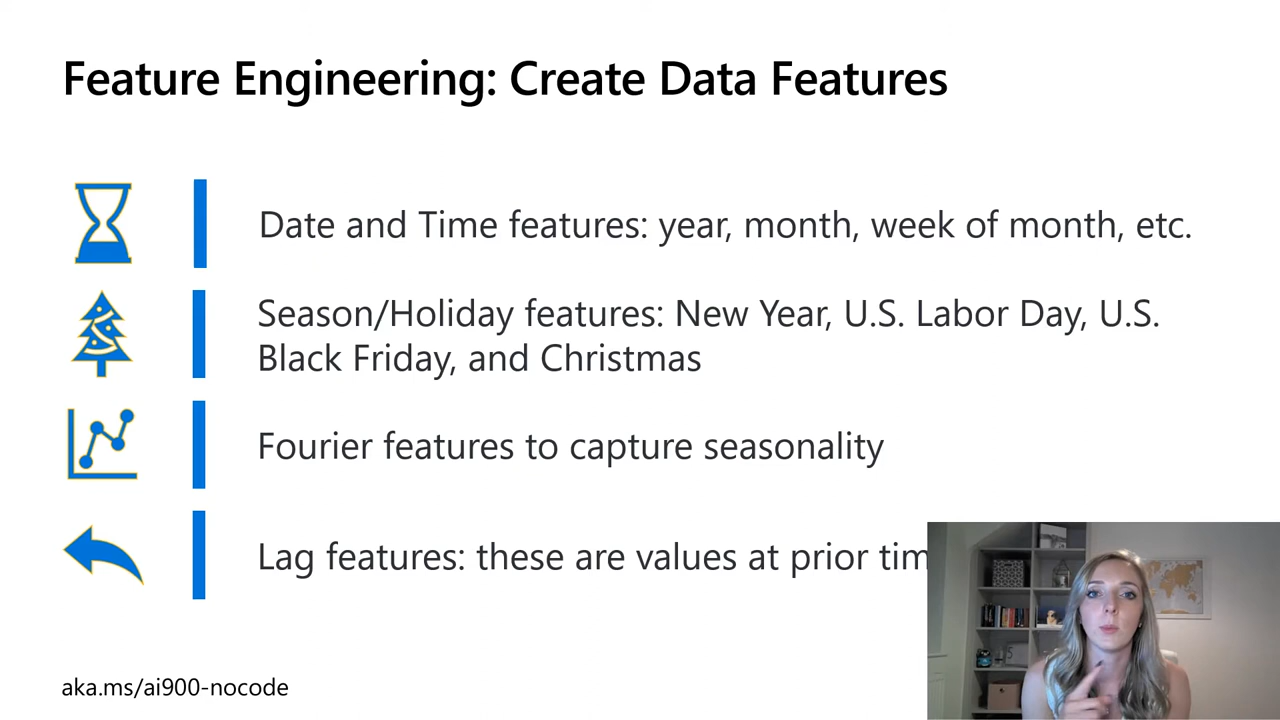 Feature Engineering: Create Data Features
Date and Time features: year, month, week of month, etc.
Season/Holiday features: New Year, U.S. Labor Day, U.S.
Black Friday, and Christmas
Fourier features to capture seasonality
Lag features: these are values at prior
aka.ms/ai900-nocode